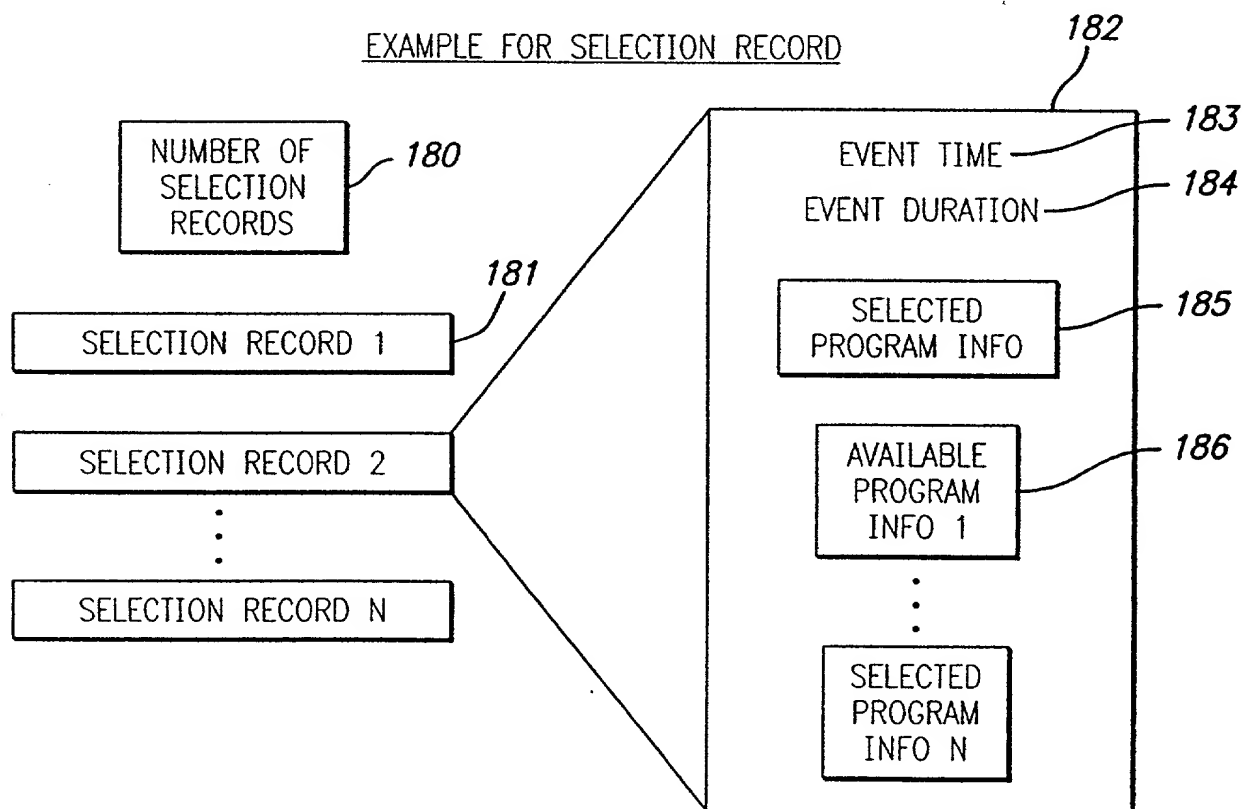 EXAMPLE FOR SELECTION RECORD
182
NUMBER OF
SELECTION
RECORDS
180
SELECTION RECORD 1
181
SELECTION RECORD 2
SELECTION RECORD N
EVENT TIME
183
EVENT DURATION
184
SELECTED
PROGRAM INFO
185
AVAILABLE
PROGRAM
INFO 1
186
SELECTED
PROGRAM
INFO N